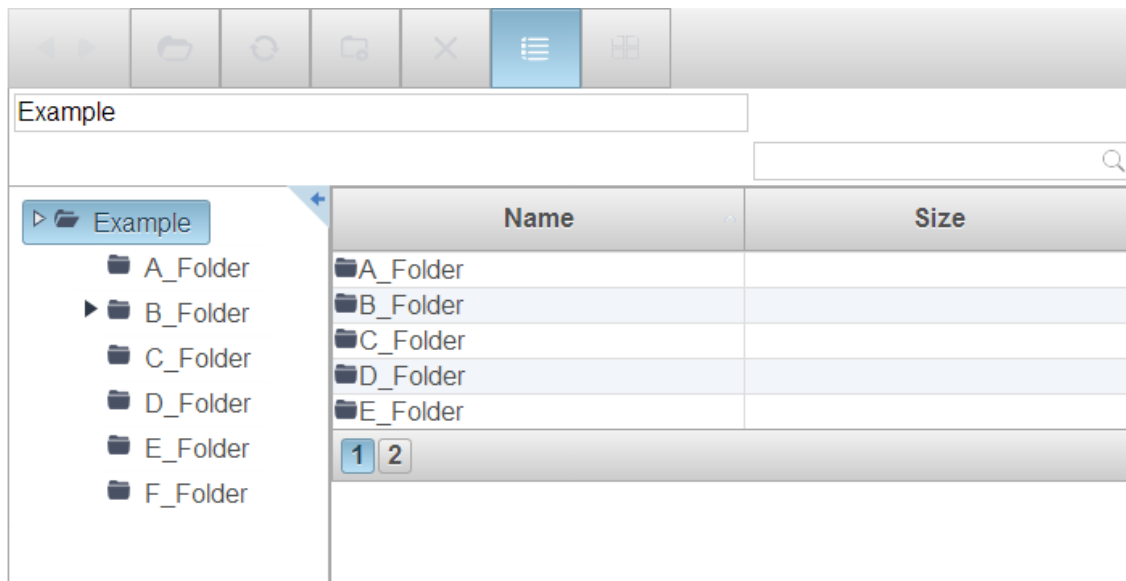 Example
Example
A_Folder
B_Folder
C_Folder
D_Folder
E_Folder
F_Folder
Name Size
A_Folder
B_Folder
C_Folder
D_Folder
E_Folder
1 2